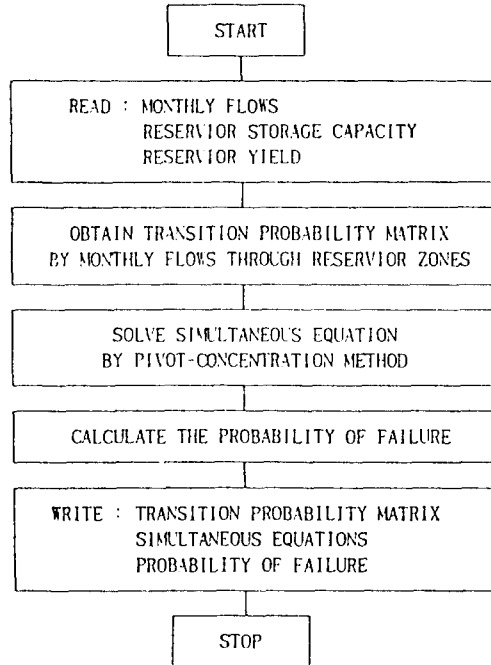 START
READ : MONTHLY FLOWS
RESERVIOR STORAGE CAPACITY
RESERVIOR YIELD
OBTAIN TRANSITION PROBABILITY MATRIX
BY MONTHLY FLOWS THROUGH RESERVIOR ZONES
SOLVE SIMULTANEOUS EQUATION
BY PIVOT-CONCENTRATION METHOD
CALCULATE THE PROBABILITY OF FAILURE
WRITE : TRANSITION PROBABILITY MATRIX
SIMULTANEOUS EQUATIONS
PROBABILITY OF FAILURE
STOP